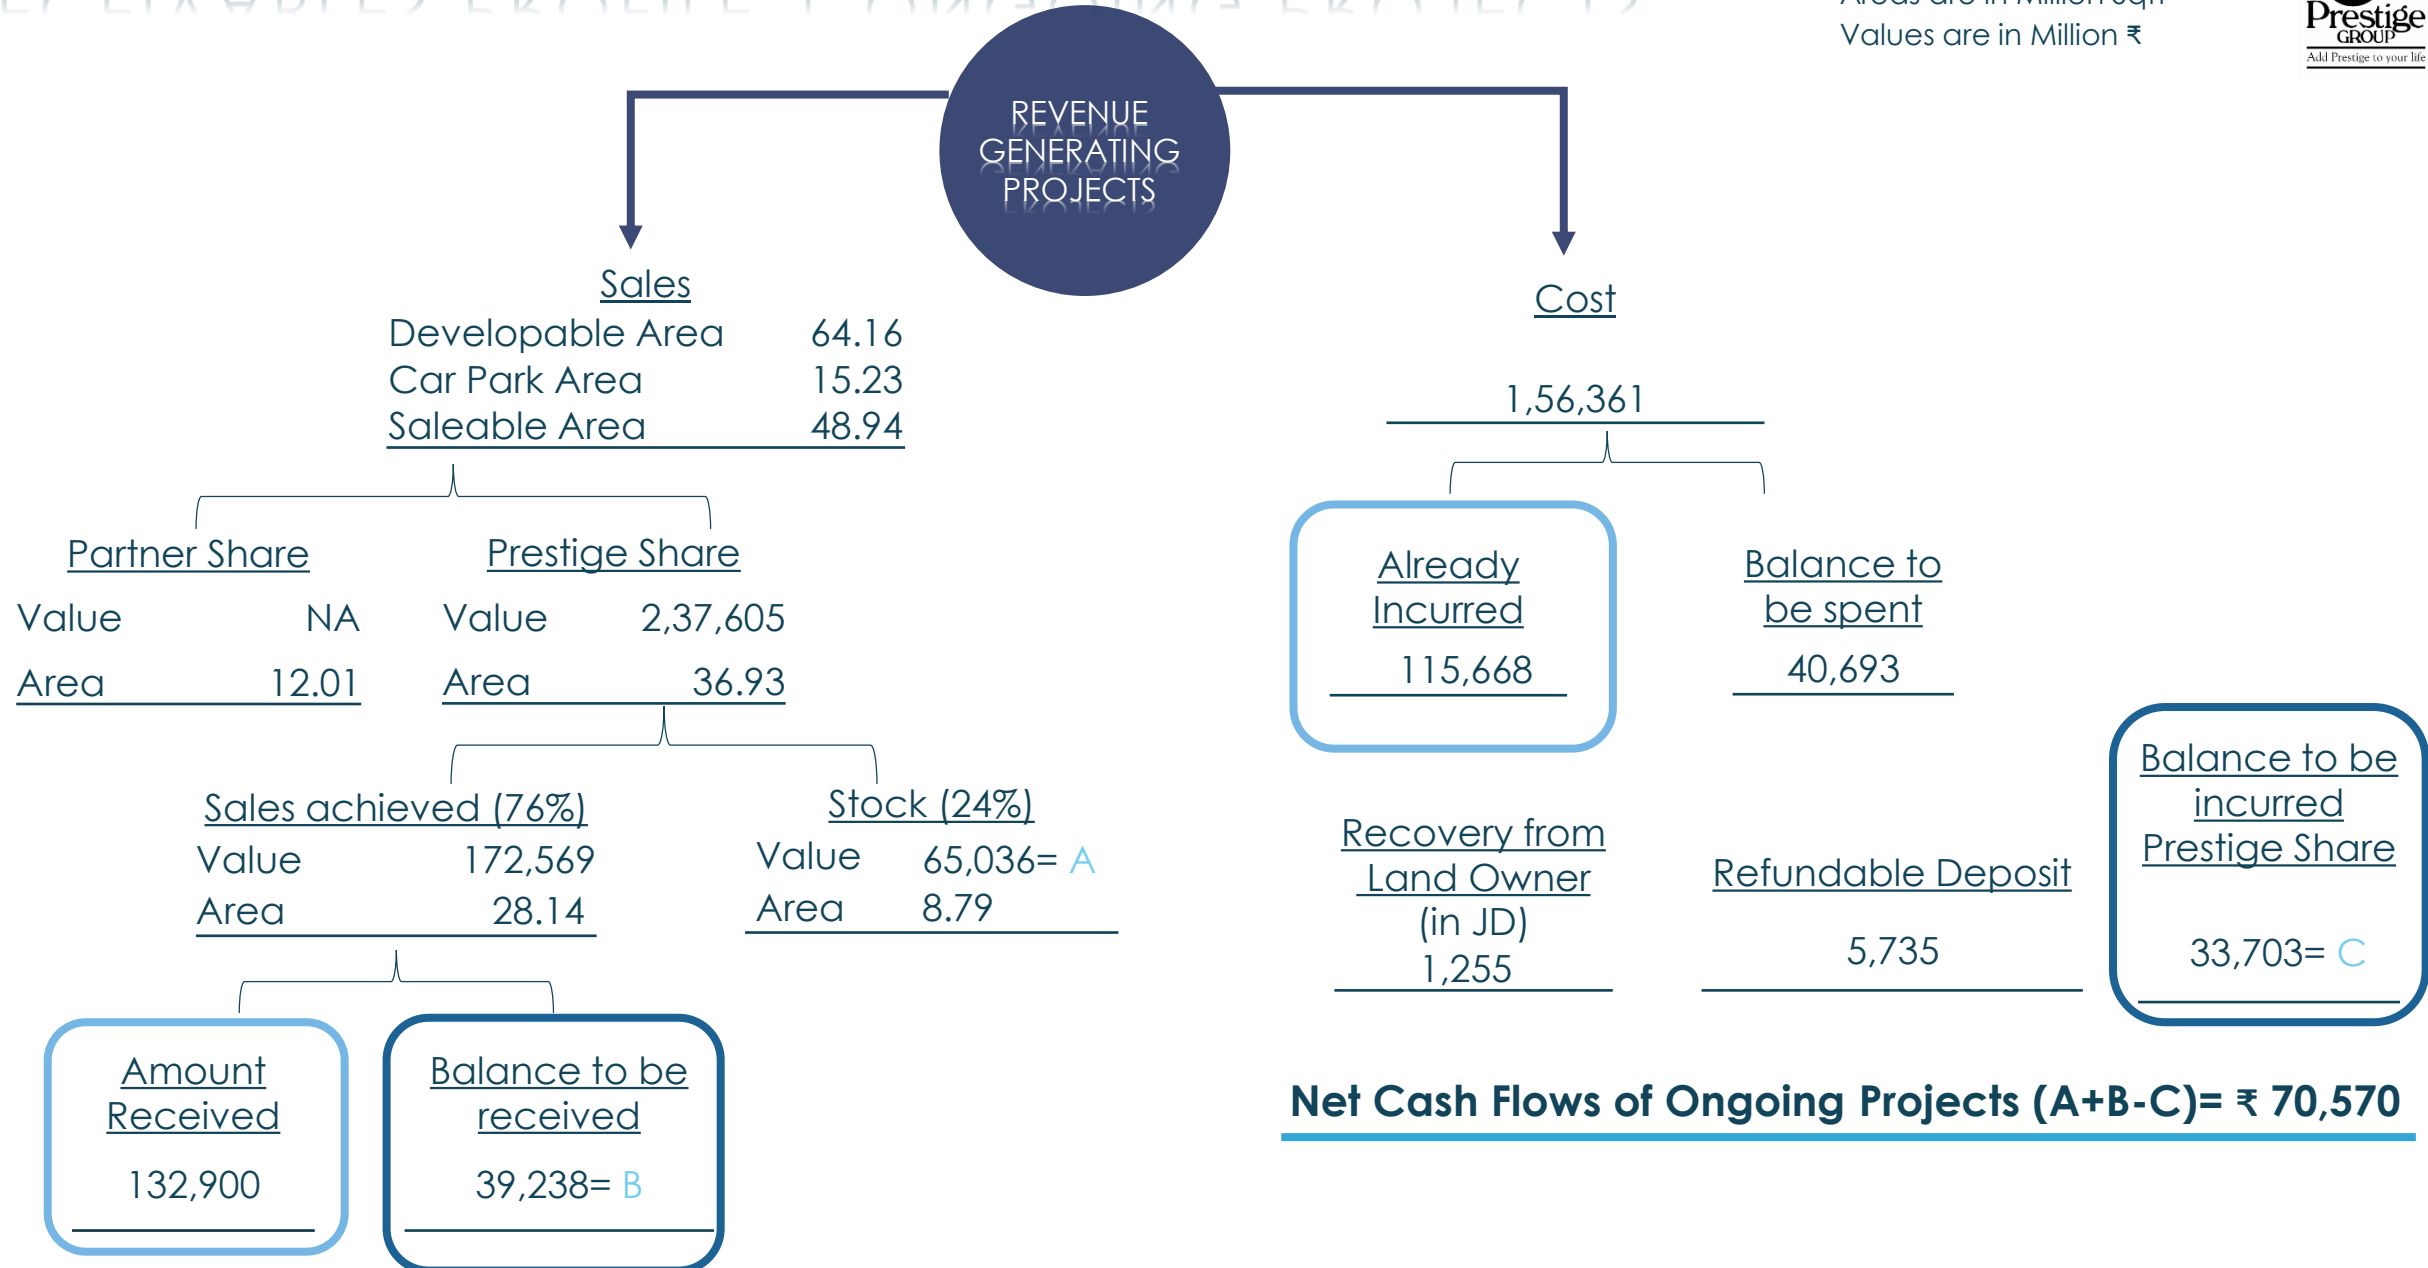 Values are in Million ₹
Prestige
GROUP
Add Prestige to your life
REVENUE
GENERATING
PROJECTS
Sales
Developable Area 64.16
Car Park Area 15.23
Saleable Area 48.94
Partner Share
Value NA
Area 12.01
Prestige Share
Value 2,37,605
Area 36.93
Sales achieved (76%)
Value 172,569
Area 28.14
Stock (24%)
Value 65,036= A
Area 8.79
Amount
Received
132,900
Balance to be
received
39,238= B
Cost
1,56,361
Already
Incurred
115,668
Balance to
be spent
40,693
Recovery from
Land Owner
(in JD)
1,255
Refundable Deposit
5,735
Balance to be
incurred
Prestige Share
33,703= C
Net Cash Flows of Ongoing Projects (A+B-C)= ₹ 70,570